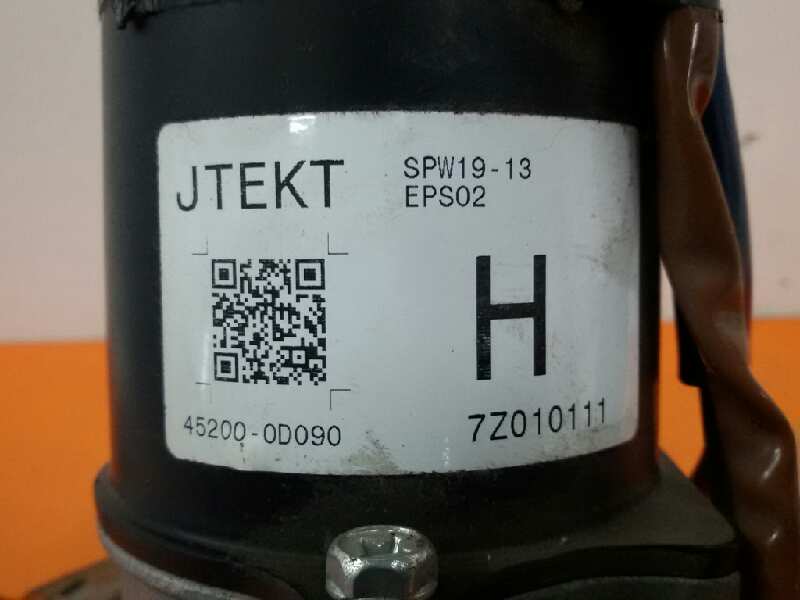 JTEKT
SPW19-13
EPS02
H
45200-0D090
7Z010111